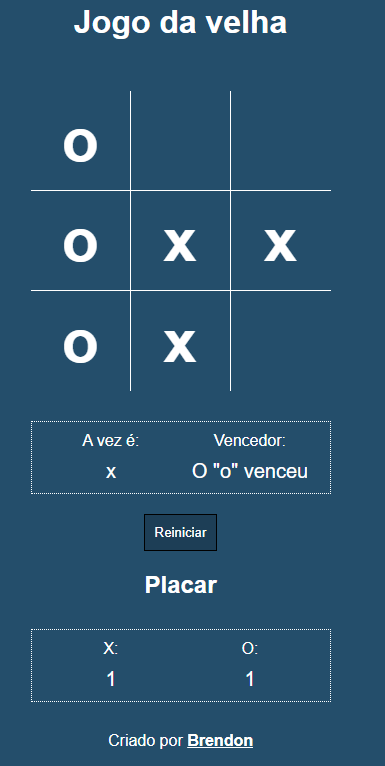 Jogo da velha
o
o x x
o x
A vez é: Vencedor:
x O "o" venceu
Reiniciar
Placar
X: O:
1 1
Criado por Brendon